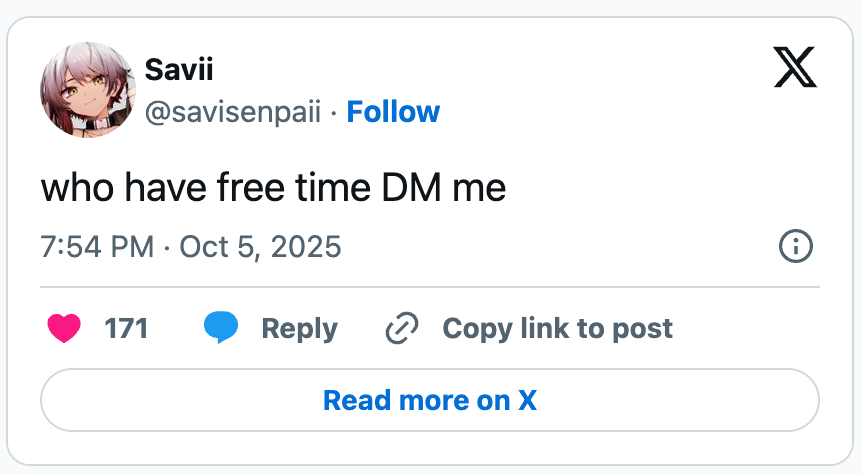 Savii
@savisenpaii · Follow
who have free time DM me
7:54 PM · Oct 5, 2025
171 Reply Copy link to post
Read more on X